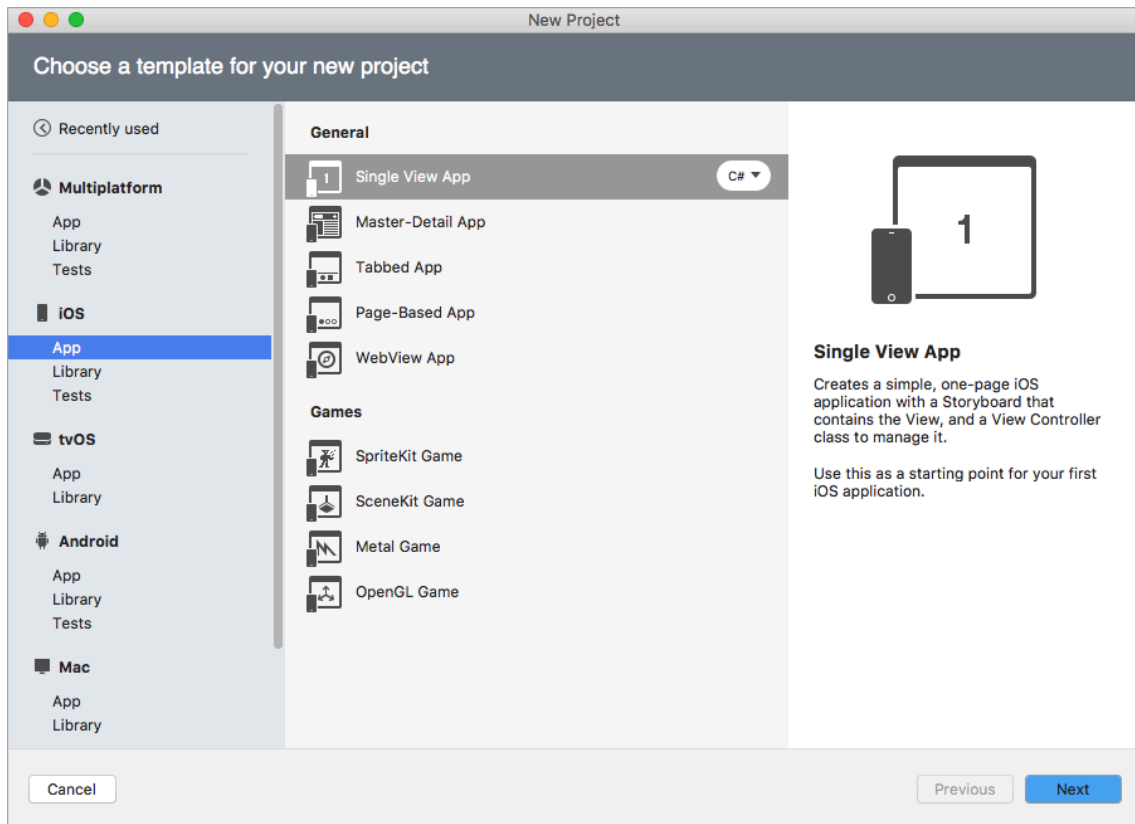 New Project
Choose a template for your new project
Recently used
Multiplatform
App
Library
Tests
iOS
App
Library
Tests
tvOS
App
Library
Android
App
Library
Tests
Mac
App
Library
General
1
Single View App
C#
Master-Detail App
Tabbed App
Page-Based App
WebView App
Games
SpriteKit Game
SceneKit Game
Metal Game
OpenGL Game
1
Single View App
Creates a simple, one-page iOS
application with a Storyboard that
contains the View, and a View Controller
class to manage it.
Use this as a starting point for your first
iOS application.
Cancel
Previous
Next